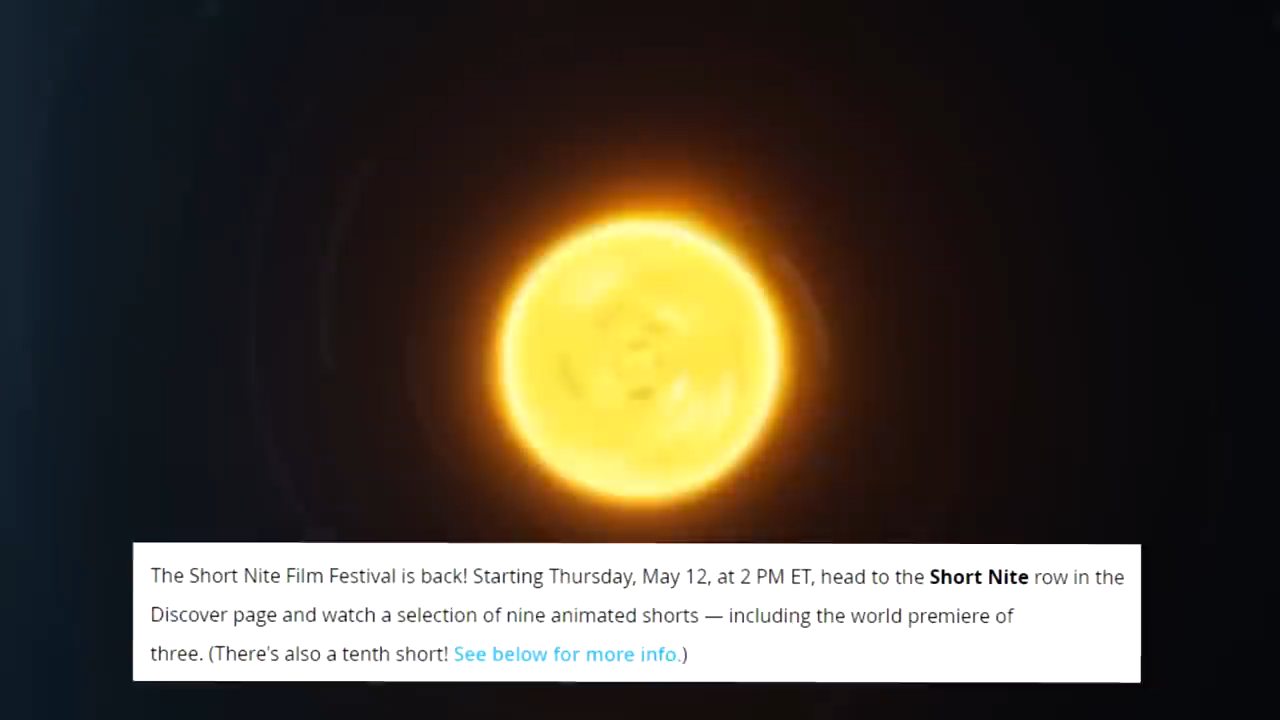 The Short Nite Film Festival is back! Starting Thursday, May 12, at 2 PM ET, head to the Short Nite row in the
Discover page and watch a selection of nine animated shorts — including the world premiere of
three. (There's also a tenth short! See below for more info.)